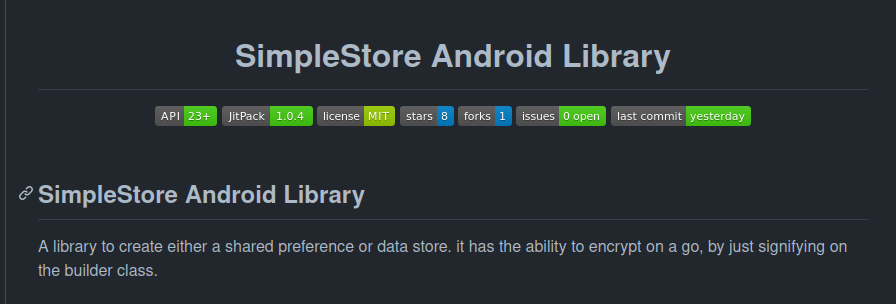 SimpleStore Android Library
API 23+ JitPack 1.0.4 license MIT stars 8 forks 1 issues 0 open last commit yesterday
SimpleStore Android Library
A library to create either a shared preference or data store. it has the ability to encrypt on a go, by just signifying on
the builder class.